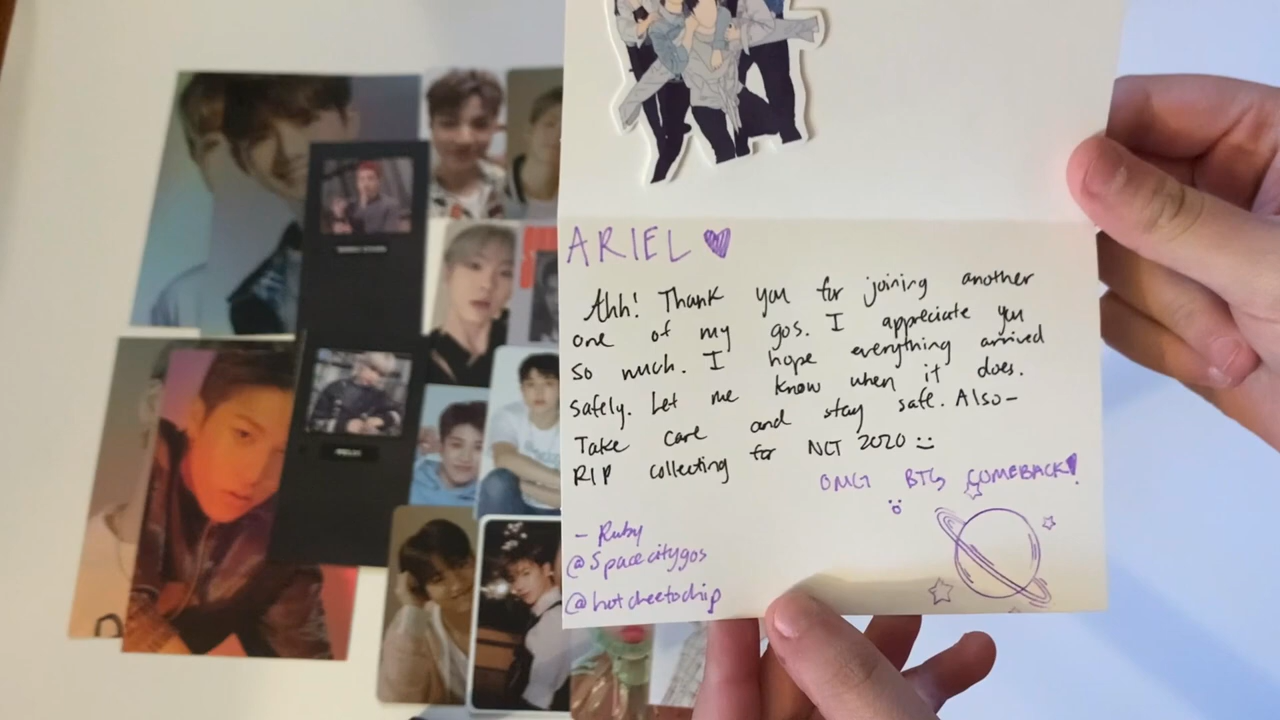 ARIEL
Ahh! Thank you for joining another
one of my gos. I appreciate you
so much. I hope everything arrived
safely. Let me know when it does.
Take care and stay safe. Also-
RIP collecting for NCT 2020 :)
OMG BTS COMEBACK!
- Ruby
@spacecitygos
@hotcheetochip